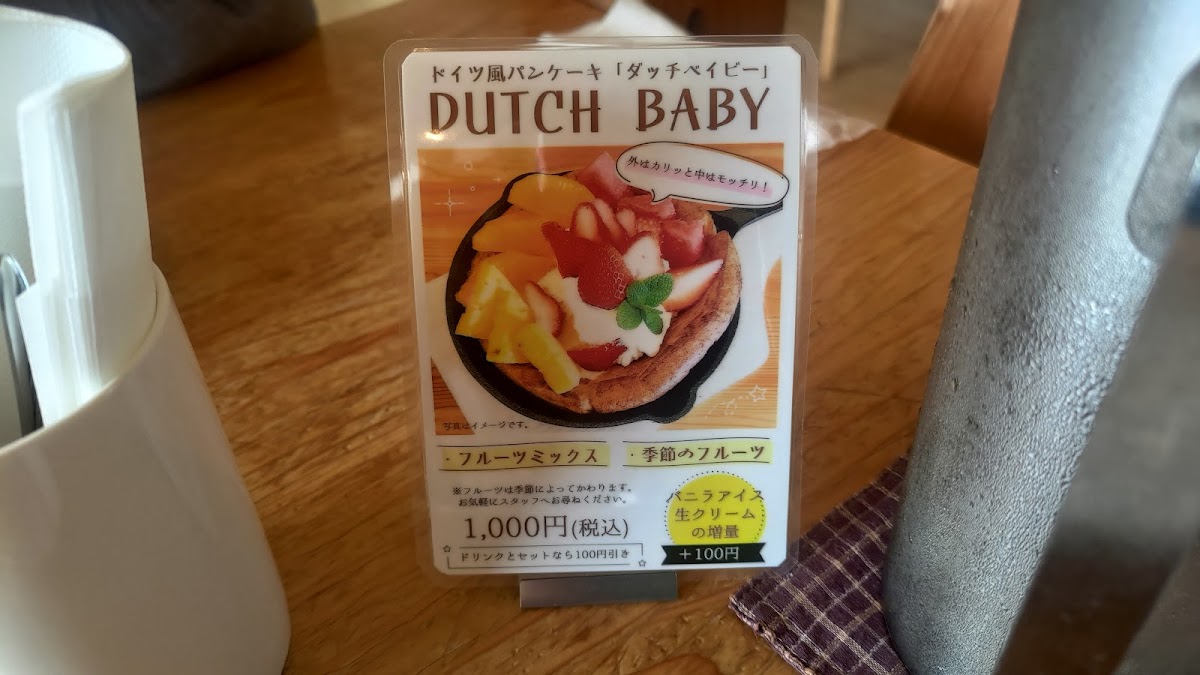 ドイツ風パンケーキ「ダッチベイビー」
DUTCH BABY
外はカリッと中はモッチリ！
写真はイメージです。
・フルーツミックス
・季節のフルーツ
※フルーツは季節によってかわります。
お気軽にスタッフへお尋ねください。
1,000円(税込)
ドリンクとセットなら100円引き
バニラアイス
生クリーム
の増量
＋100円